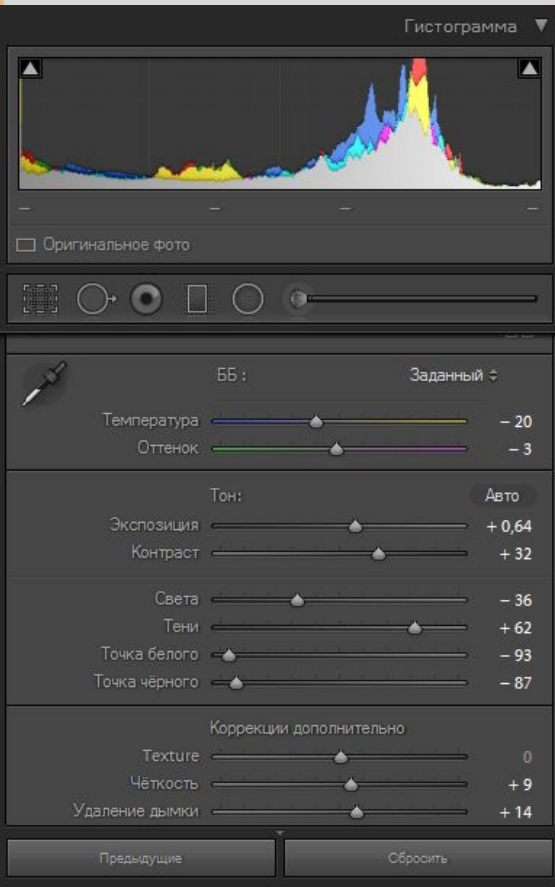 Гистограмма
– – – –
Оригинальное фото
ББ : Заданный
Температура – 20
Оттенок – 3
Тон: Авто
Экспозиция + 0,64
Контраст + 32
Света – 36
Тени + 62
Точка белого – 93
Точка чёрного – 87
Коррекции дополнительно
Texture 0
Чёткость + 9
Удаление дымки + 14
Предыдущие Сбросить